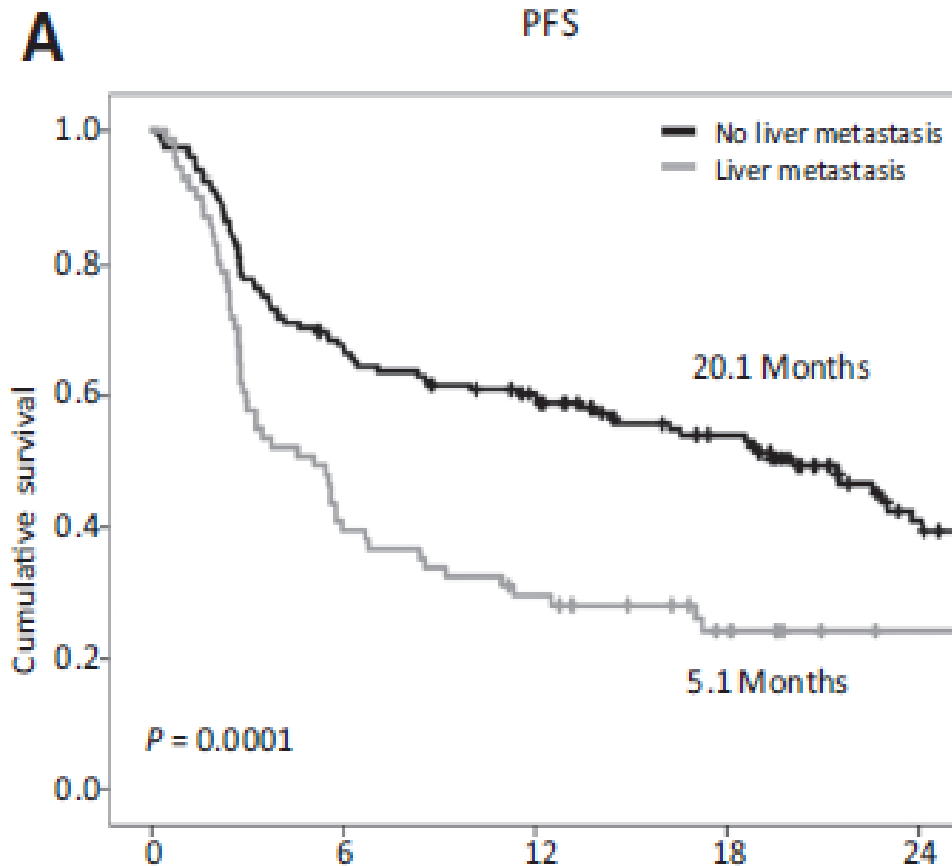 A
PFS
No liver metastasis
Liver metastasis
1.0
0.8
0.6
0.4
0.2
0.0
Cumulative survival
20.1 Months
5.1 Months
P = 0.0001
0 6 12 18 24